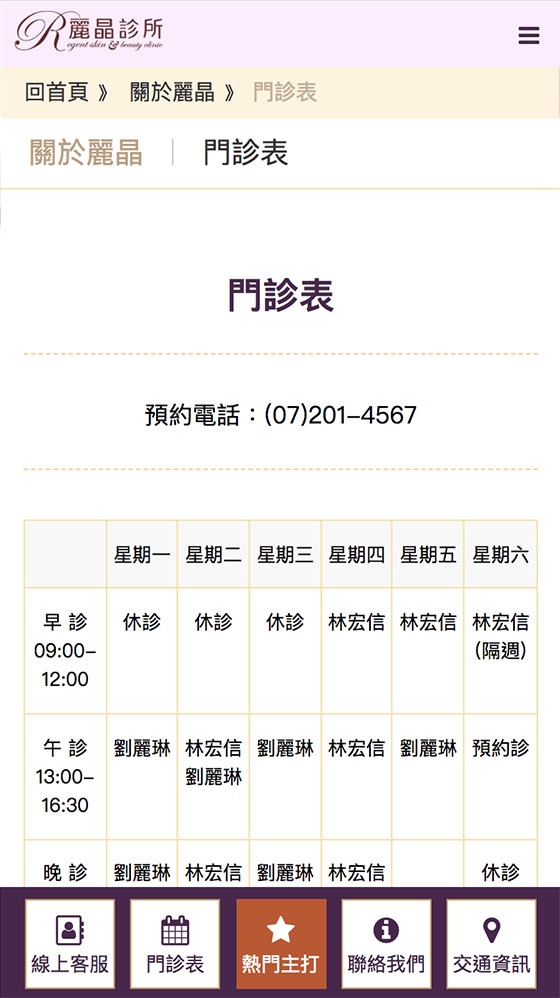 麗晶診所
Regent skin & beauty clinic
回首頁 》 關於麗晶 》 門診表
關於麗晶 | 門診表
門診表
預約電話：(07)201-4567
星期一 星期二 星期三 星期四 星期五 星期六
早 診 休診 休診 休診 林宏信 林宏信 林宏信
09:00- (隔週)
12:00
午 診 劉麗琳 林宏信 劉麗琳 林宏信 劉麗琳 預約診
13:00- 劉麗琳
16:30
晚 診 劉麗琳 林宏信 劉麗琳 林宏信 休診
線上客服 門診表 熱門主打 聯絡我們 交通資訊